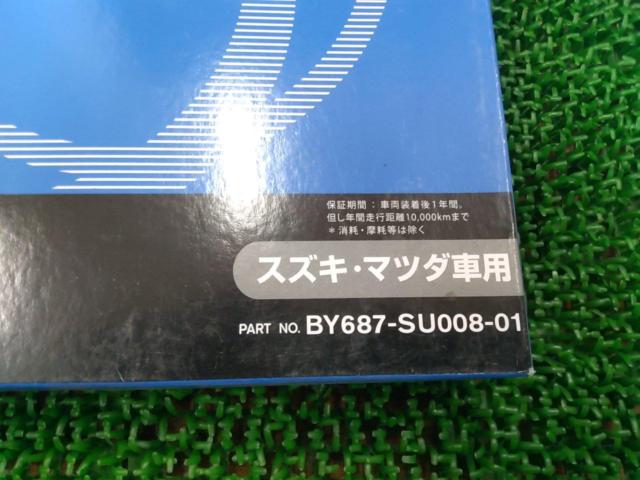 保証期間：車両装着後1年間。
但し年間走行距離10,000kmまで
＊消耗・摩耗等は除く
スズキ・マツダ車用
PART NO. BY687-SU008-01